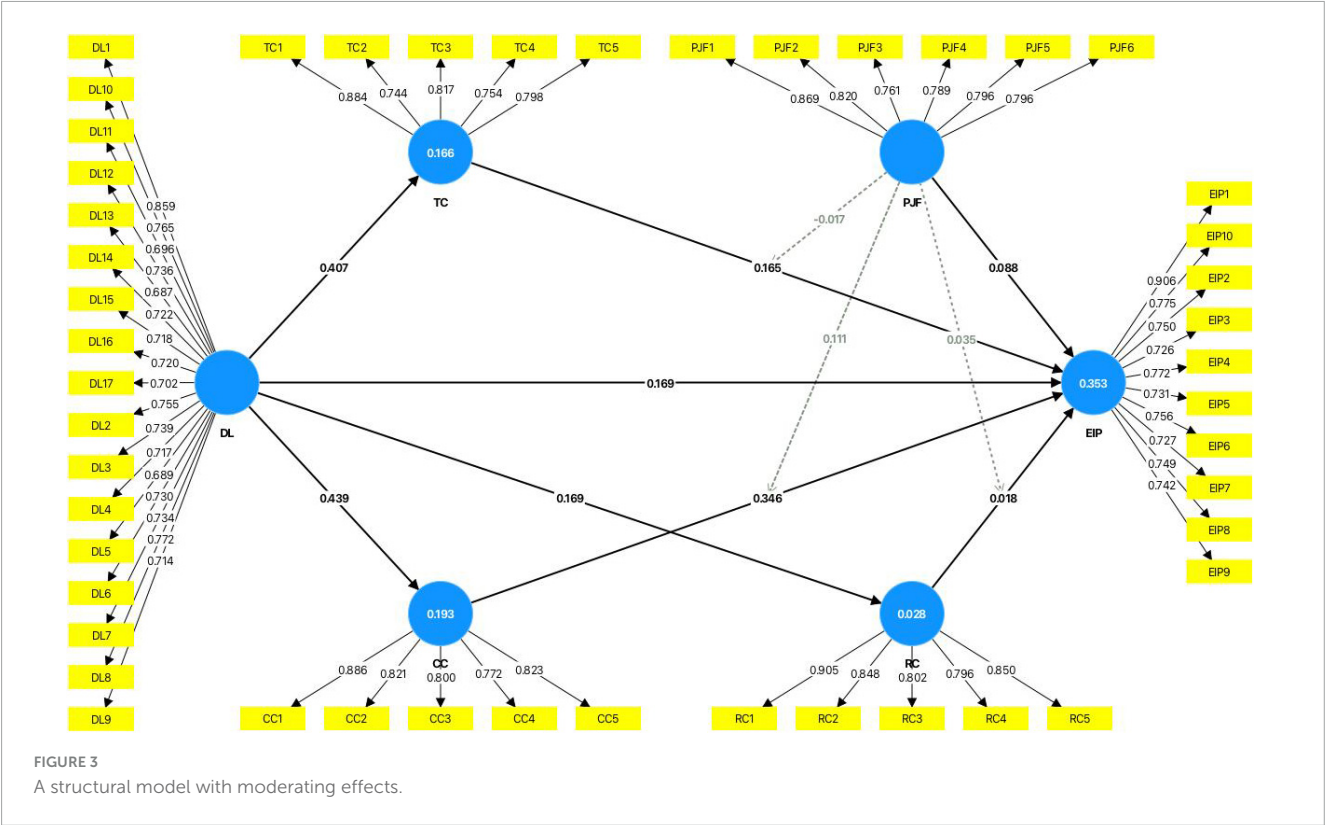 DL1
TC1 TC2 TC3 TC4 TC5
PJF1 PJF2 PJF3 PJF4 PJF5 PJF6
DL10
0.884 0.744 0.817 0.754 0.798
0.869 0.820 0.761 0.789 0.796 0.796
DL11
0.166
TC
PJF
DL12
EIP1
DL13
0.859
-0.017
EIP10
0.765
DL14
0.696
0.407
0.165
0.088
0.906
EIP2
0.736
0.775
DL15
0.687
0.750
EIP3
0.722
0.726
DL16
0.718
0.111
0.035
0.772
EIP4
0.720
DL17
0.702
0.169
0.353
0.731
EIP5
0.755
0.756
DL2
0.739
DL
EIP
0.727
EIP6
0.717
0.749
DL3
0.689
0.742
EIP7
0.730
0.439
0.169
0.346
0.018
DL4
0.734
EIP8
0.772
DL5
0.714
EIP9
DL6
0.193
0.028
DL7
CC
RC
0.886 0.821 0.800 0.772 0.823
0.905 0.848 0.802 0.796 0.850
DL8
DL9
CC1 CC2 CC3 CC4 CC5
RC1 RC2 RC3 RC4 RC5
FIGURE 3
A structural model with moderating effects.